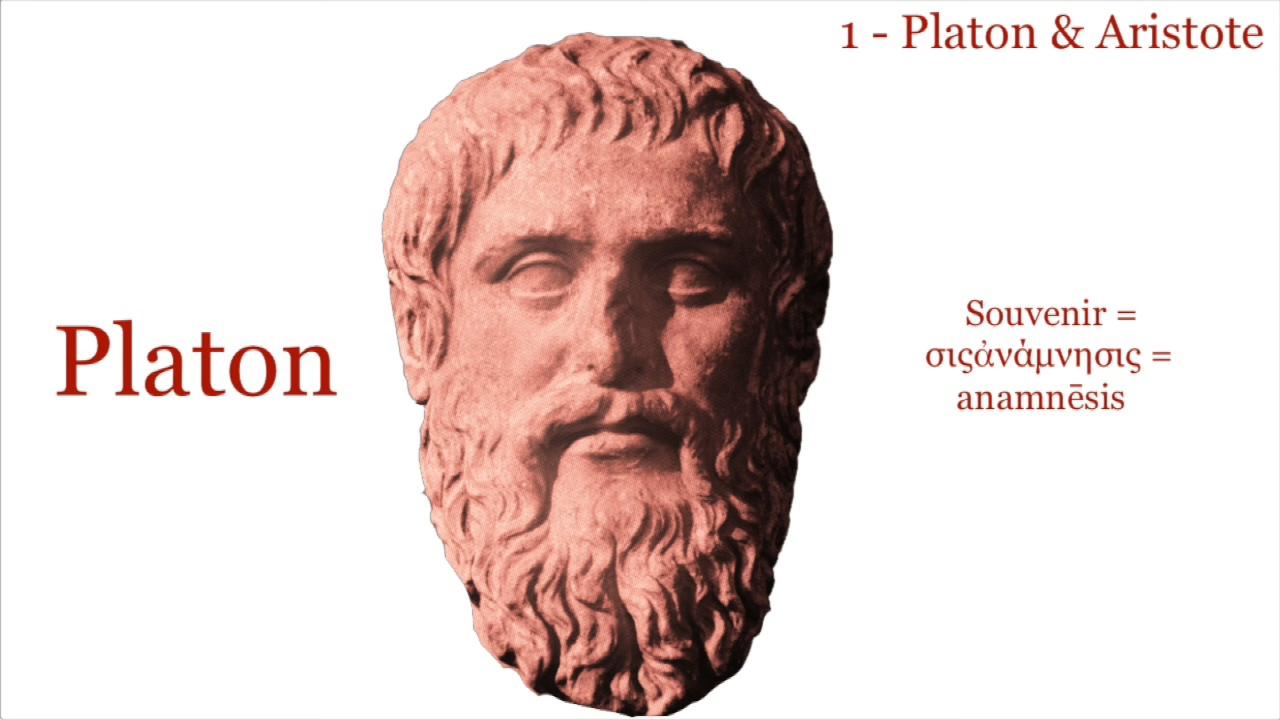 1 - Platon & Aristote
Platon
Souvenir =
σιςἀνάμνησις =
anamnēsis